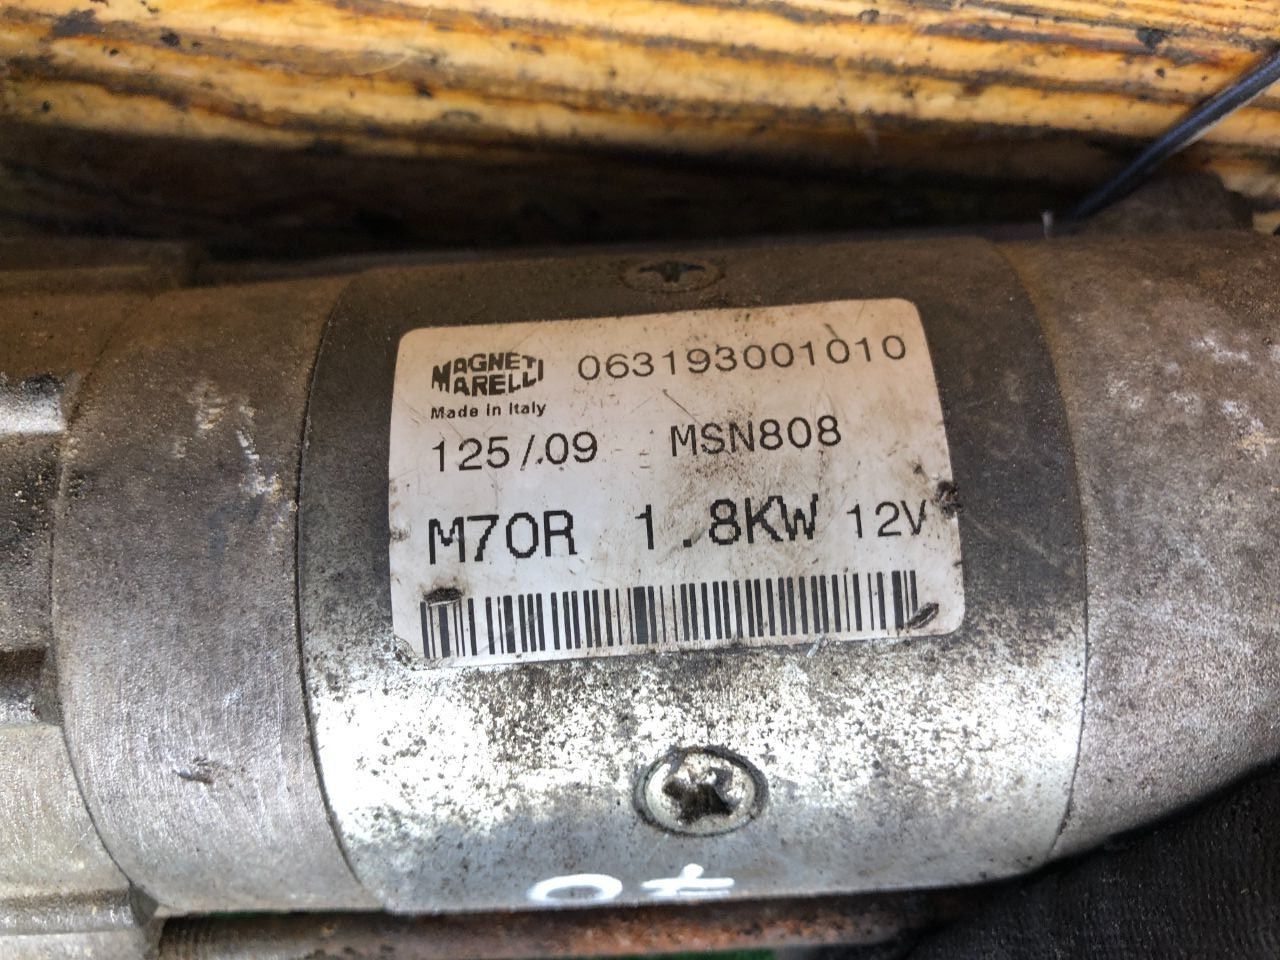 MAGNETI MARELLI 063193001010
Made in Italy
125/09 MSN808
M70R 1.8KW 12V